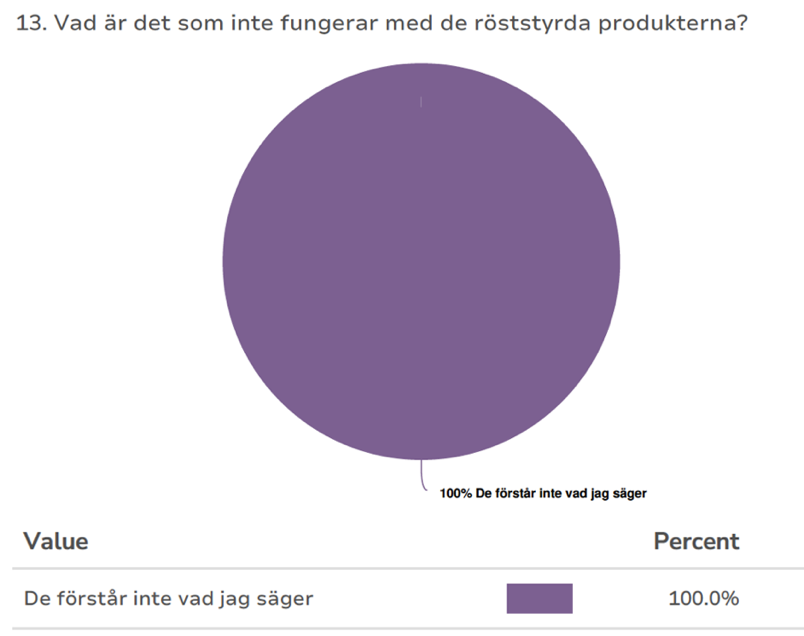 13. Vad är det som inte fungerar med de röststyrda produkterna?
100% De förstår inte vad jag säger
Value Percent
De förstår inte vad jag säger 100.0%